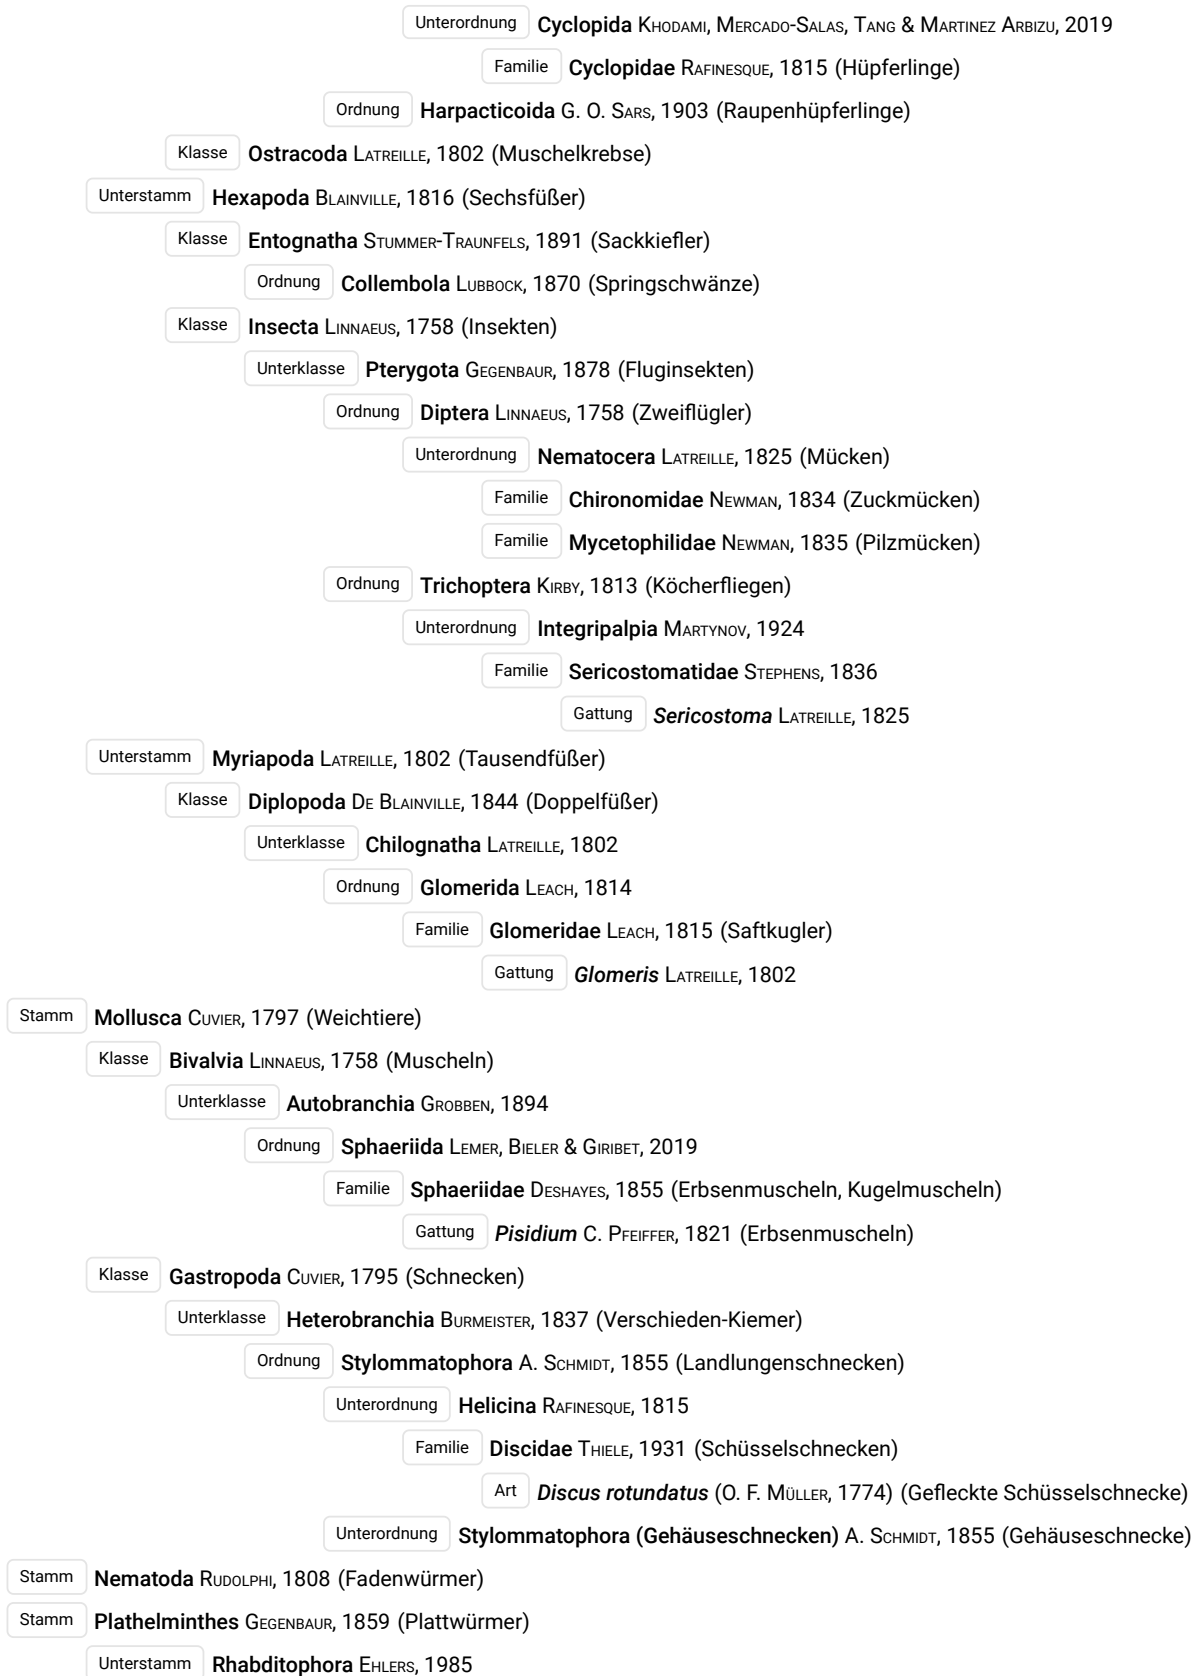 Unterordnung Cyclopida Khodami, Mercado-Salas, Tang & Martinez Arbizu, 2019
Familie Cyclopidae Rafinesque, 1815 (Hüpferlinge)
Ordnung Harpacticoida G. O. Sars, 1903 (Raupenhüpferlinge)
Klasse Ostracoda Latreille, 1802 (Muschelkrebse)
Unterstamm Hexapoda Blainville, 1816 (Sechsfüßer)
Klasse Entognatha Stummer-Traunfels, 1891 (Sackkiefler)
Ordnung Collembola Lubbock, 1870 (Springschwänze)
Klasse Insecta Linnaeus, 1758 (Insekten)
Unterklasse Pterygota Gegenbaur, 1878 (Fluginsekten)
Ordnung Diptera Linnaeus, 1758 (Zweiflügler)
Unterordnung Nematocera Latreille, 1825 (Mücken)
Familie Chironomidae Newman, 1834 (Zuckmücken)
Familie Mycetophilidae Newman, 1835 (Pilzmücken)
Ordnung Trichoptera Kirby, 1813 (Köcherfliegen)
Unterordnung Integripalpia Martynov, 1924
Familie Sericostomatidae Stephens, 1836
Gattung Sericostoma Latreille, 1825
Unterstamm Myriapoda Latreille, 1802 (Tausendfüßer)
Klasse Diplopoda De Blainville, 1844 (Doppelfüßer)
Unterklasse Chilognatha Latreille, 1802
Ordnung Glomerida Leach, 1814
Familie Glomeridae Leach, 1815 (Saftkugler)
Gattung Glomeris Latreille, 1802
Stamm Mollusca Cuvier, 1797 (Weichtiere)
Klasse Bivalvia Linnaeus, 1758 (Muscheln)
Unterklasse Autobranchia Grobben, 1894
Ordnung Sphaeriida Lemer, Bieler & Giribet, 2019
Familie Sphaeriidae Deshayes, 1855 (Erbsenmuscheln, Kugelmuscheln)
Gattung Pisidium C. Pfeiffer, 1821 (Erbsenmuscheln)
Klasse Gastropoda Cuvier, 1795 (Schnecken)
Unterklasse Heterobranchia Burmeister, 1837 (Verschieden-Kiemer)
Ordnung Stylommatophora A. Schmidt, 1855 (Landlungenschnecken)
Unterordnung Helicina Rafinesque, 1815
Familie Discidae Thiele, 1931 (Schüsselschnecken)
Art Discus rotundatus (O. F. Müller, 1774) (Gefleckte Schüsselschnecke)
Unterordnung Stylommatophora (Gehäuseschnecken) A. Schmidt, 1855 (Gehäuseschnecke)
Stamm Nematoda Rudolphi, 1808 (Fadenwürmer)
Stamm Plathelminthes Gegenbaur, 1859 (Plattwürmer)
Unterstamm Rhabditophora Ehlers, 1985